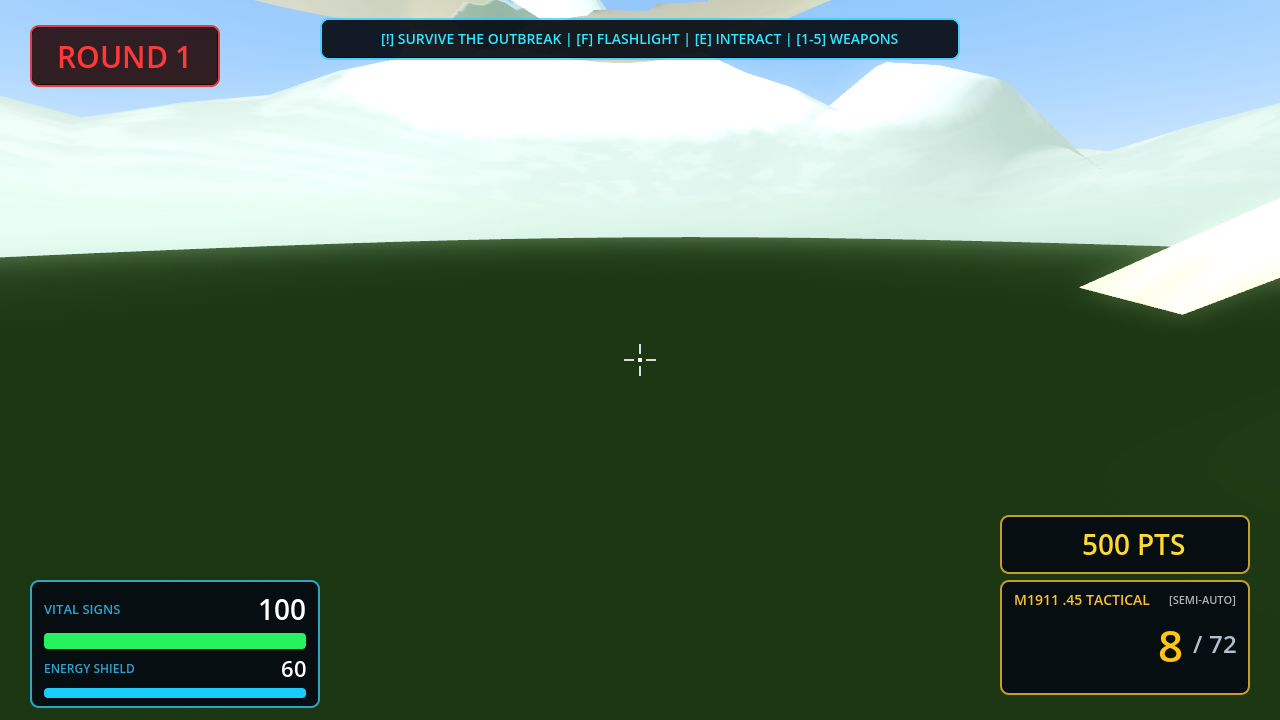 ROUND 1
[!] SURVIVE THE OUTBREAK | [F] FLASHLIGHT | [E] INTERACT | [1-5] WEAPONS
500 PTS
VITAL SIGNS 100
ENERGY SHIELD 60
M1911 .45 TACTICAL [SEMI-AUTO]
8 / 72